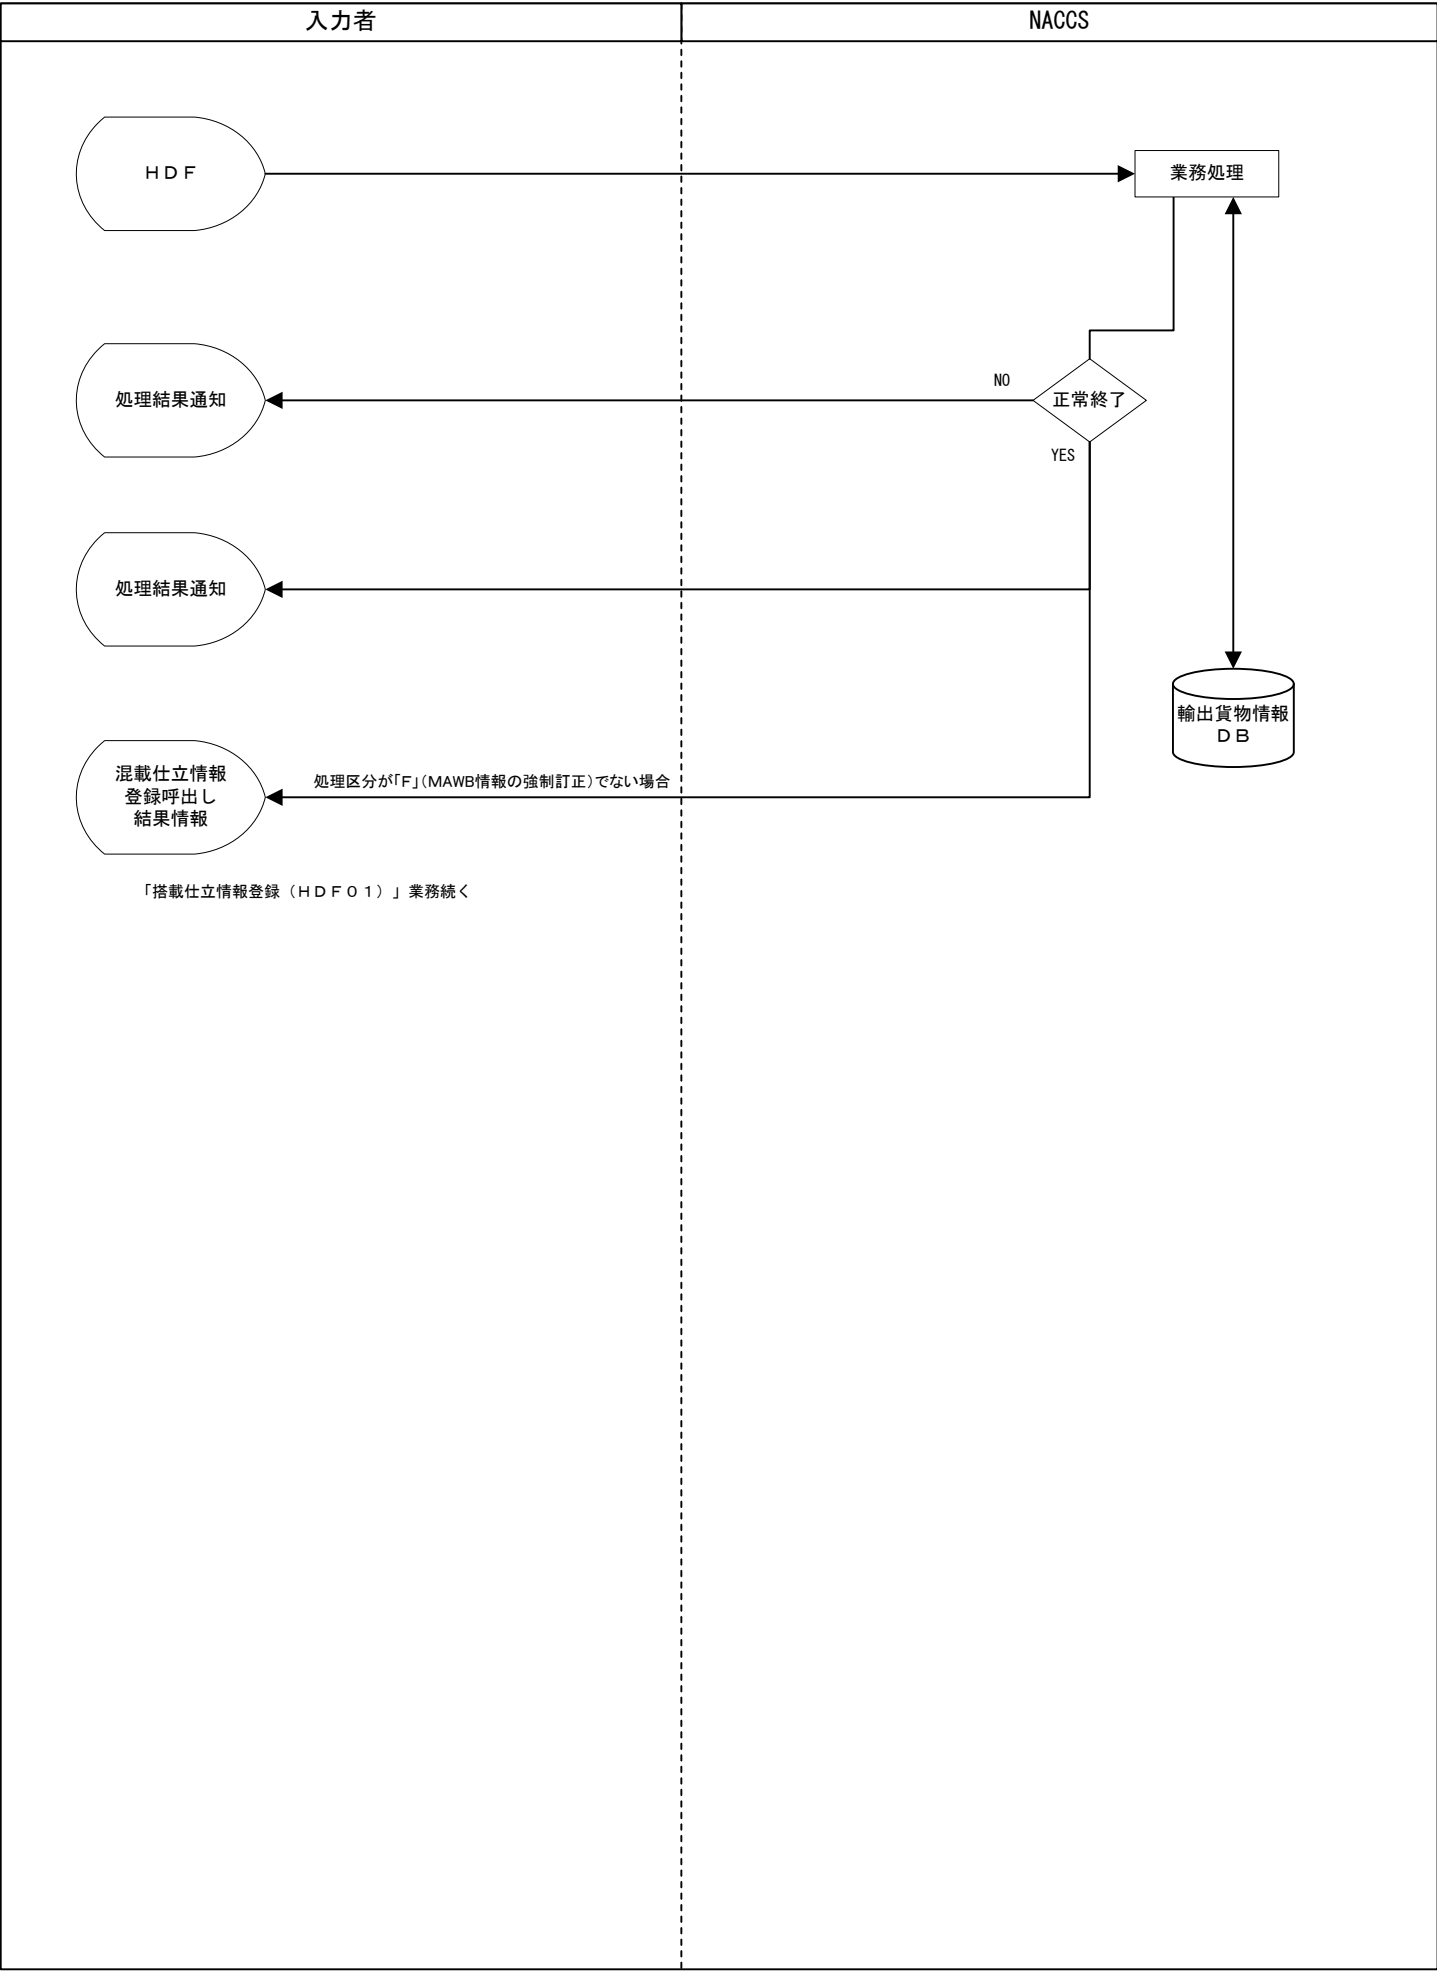 入力者
NACCS
ＨＤＦ
業務処理
処理結果通知
NO
正常終了
YES
処理結果通知
輸出貨物情報
ＤＢ
混載仕立情報
登録呼出し
結果情報
処理区分が「F」（MAWB情報の強制訂正）でない場合
「搭載仕立情報登録（ＨＤＦ０１）」業務続く